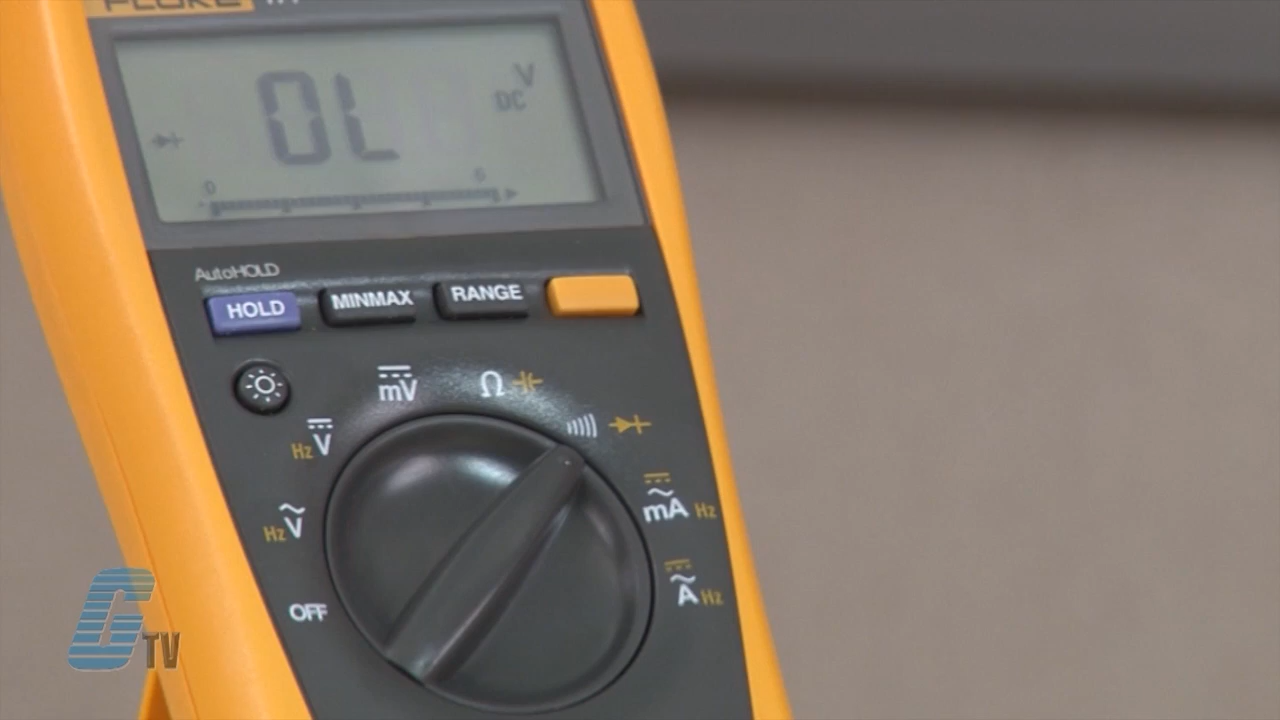 FLUKE
V
DC
OL
0 6
AutoHOLD
HOLD MINMAX RANGE
mV Ω
Hz V
mA Hz
Hz V
A Hz
OFF
G TV